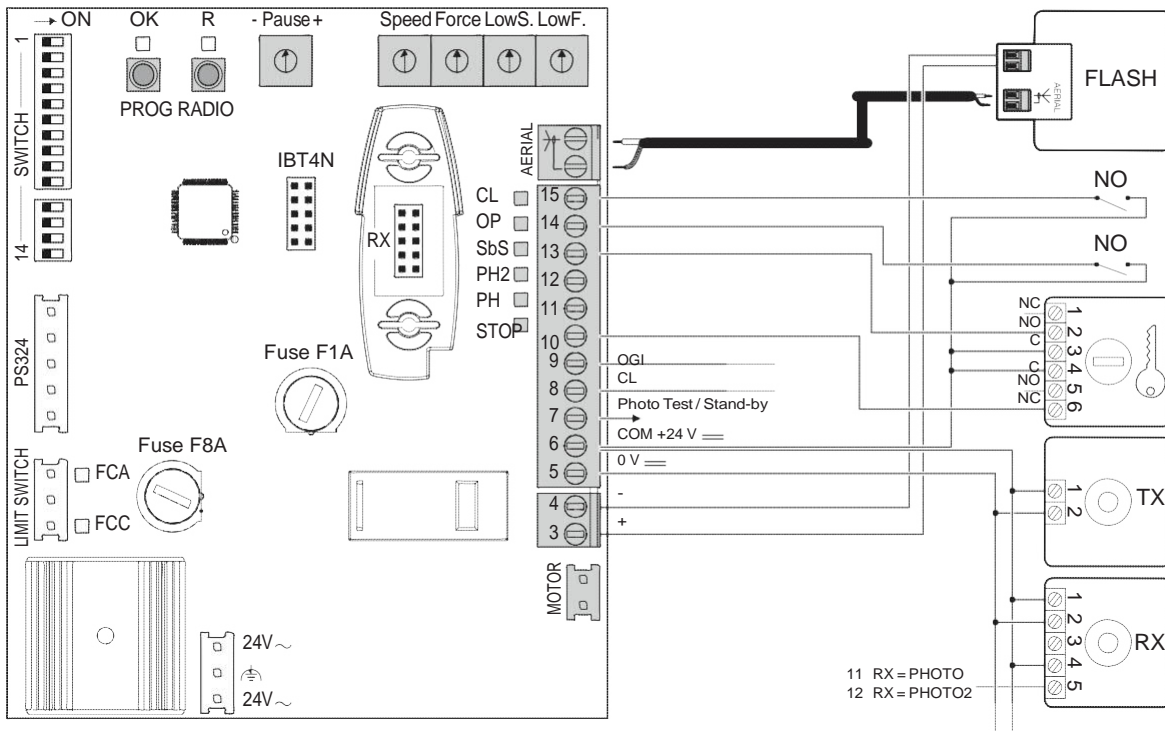 → ON
OK
R
- Pause +
Speed Force LowS. LowF.
1
SWITCH
14
PROG RADIO
IBT4N
RX
AERIAL
CL
OP
SbS
PH2
PH
STOP
15
14
13
12
11
10
9
8
7
6
5
4
3
OGI
CL
Photo Test / Stand-by
COM +24 V
0 V
-
+
PS324
Fuse F1A
Fuse F8A
LIMIT SWITCH
FCA
FCC
MOTOR
24V~
24V~
FLASH
AERIAL
NO
NO
NC
NO
C
C
NO
NC
1
2
3
4
5
6
1
2
TX
1
2
3
4
5
RX
11 RX = PHOTO
12 RX = PHOTO2